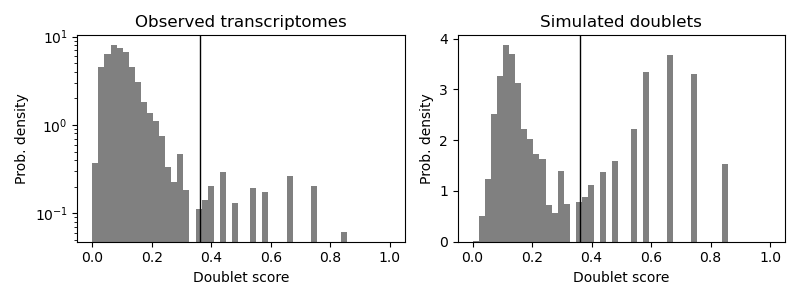 Observed transcriptomes
Prob. density
10¹
10⁰
10⁻¹
0.0 0.2 0.4 0.6 0.8 1.0
Doublet score
Simulated doublets
Prob. density
4
3
2
1
0
0.0 0.2 0.4 0.6 0.8 1.0
Doublet score